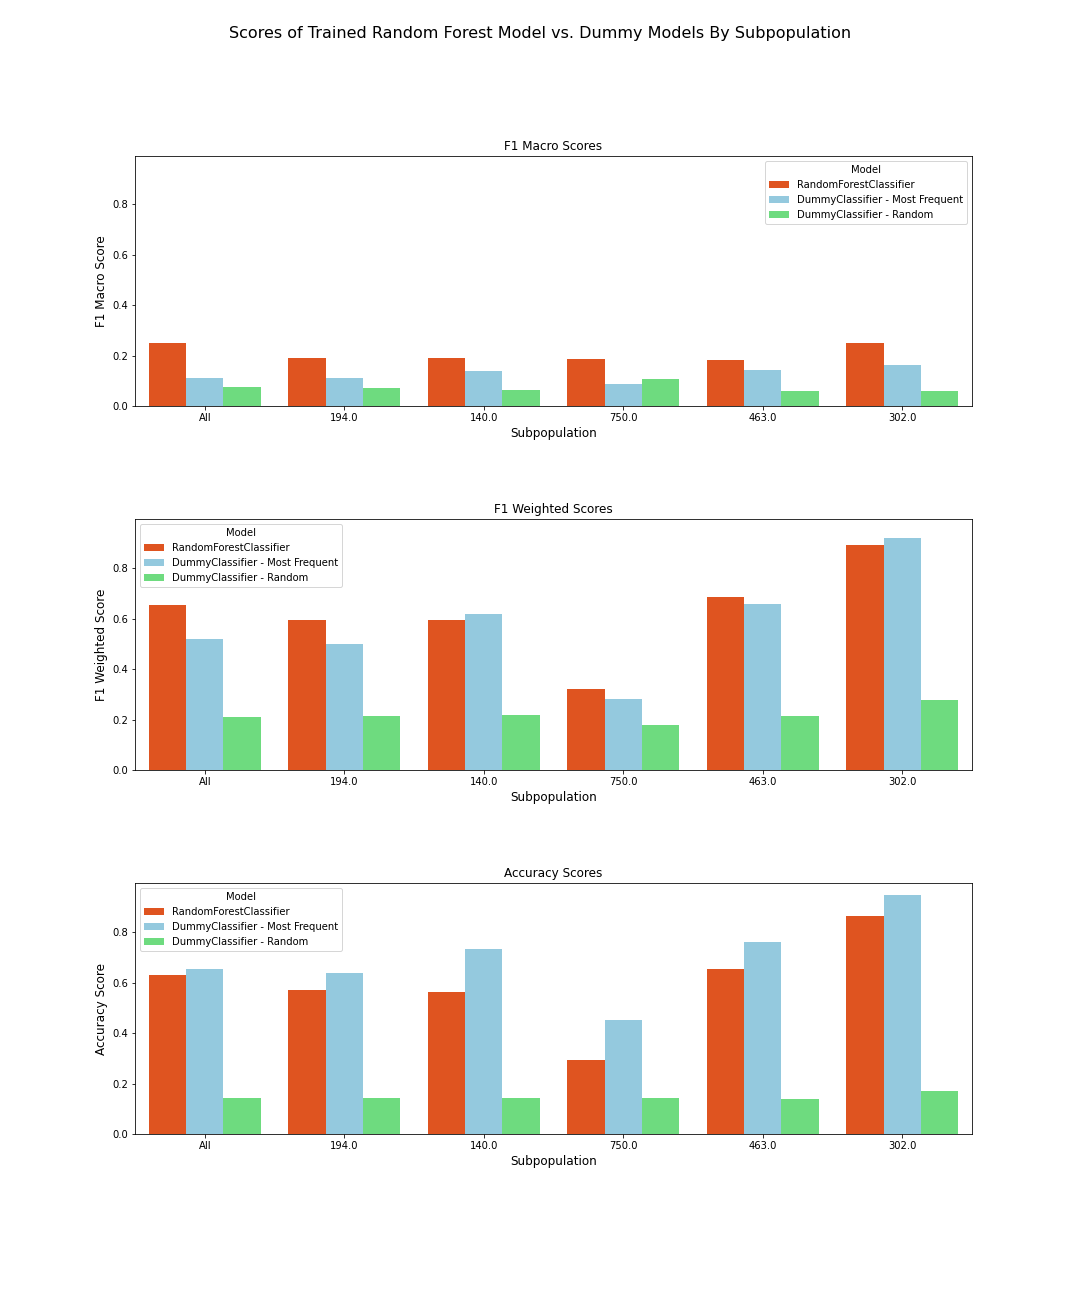 Scores of Trained Random Forest Model vs. Dummy Models By Subpopulation
F1 Macro Scores
Model
RandomForestClassifier
DummyClassifier - Most Frequent
DummyClassifier - Random
F1 Macro Score
0.8
0.6
0.4
0.2
0.0
All 194.0 140.0 750.0 463.0 302.0
Subpopulation
F1 Weighted Scores
Model
RandomForestClassifier
DummyClassifier - Most Frequent
DummyClassifier - Random
F1 Weighted Score
0.8
0.6
0.4
0.2
0.0
All 194.0 140.0 750.0 463.0 302.0
Subpopulation
Accuracy Scores
Model
RandomForestClassifier
DummyClassifier - Most Frequent
DummyClassifier - Random
Accuracy Score
0.8
0.6
0.4
0.2
0.0
All 194.0 140.0 750.0 463.0 302.0
Subpopulation